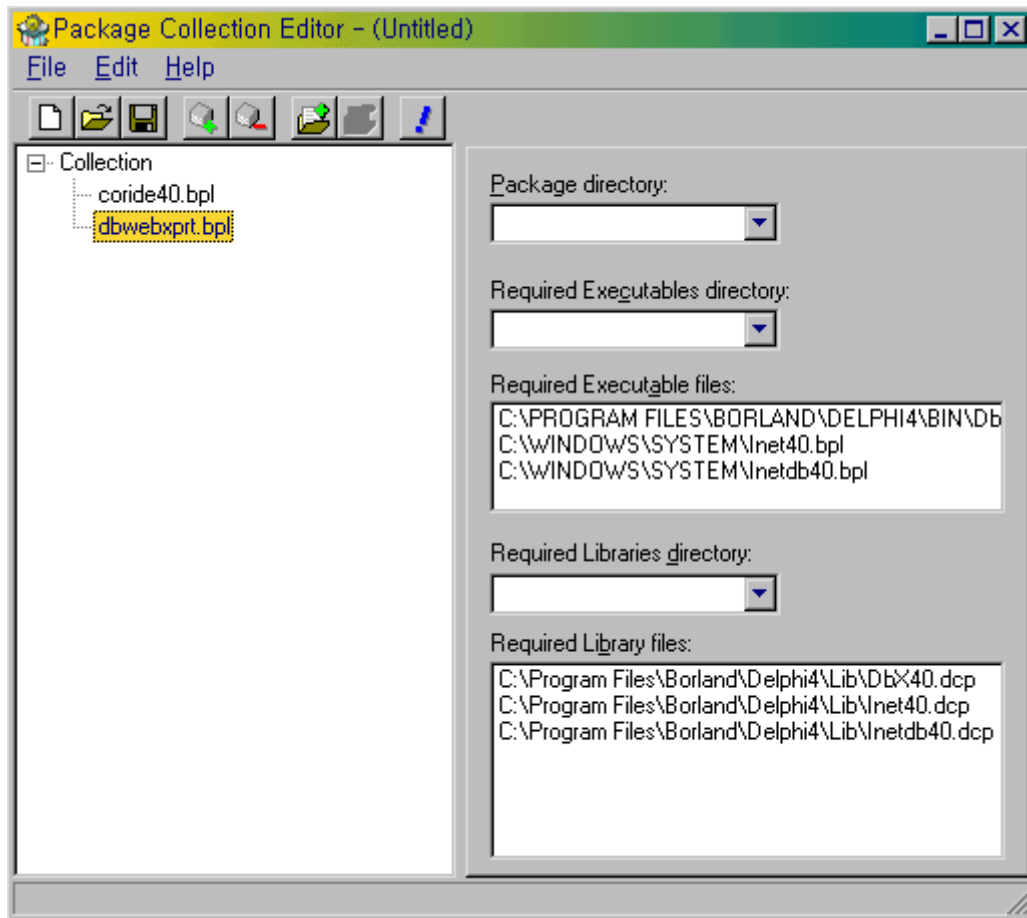 Package Collection Editor - (Untitled)
File Edit Help
Collection
coride40.bpl
dbwebxprt.bpl
Package directory:
Required Executables directory:
Required Executable files:
C:\PROGRAM FILES\BORLAND\DELPHI4\BIN\Db
C:\WINDOWS\SYSTEM\Inet40.bpl
C:\WINDOWS\SYSTEM\Inetdb40.bpl
Required Libraries directory:
Required Library files:
C:\Program Files\Borland\Delphi4\Lib\DbX40.dcp
C:\Program Files\Borland\Delphi4\Lib\Inet40.dcp
C:\Program Files\Borland\Delphi4\Lib\Inetdb40.dcp